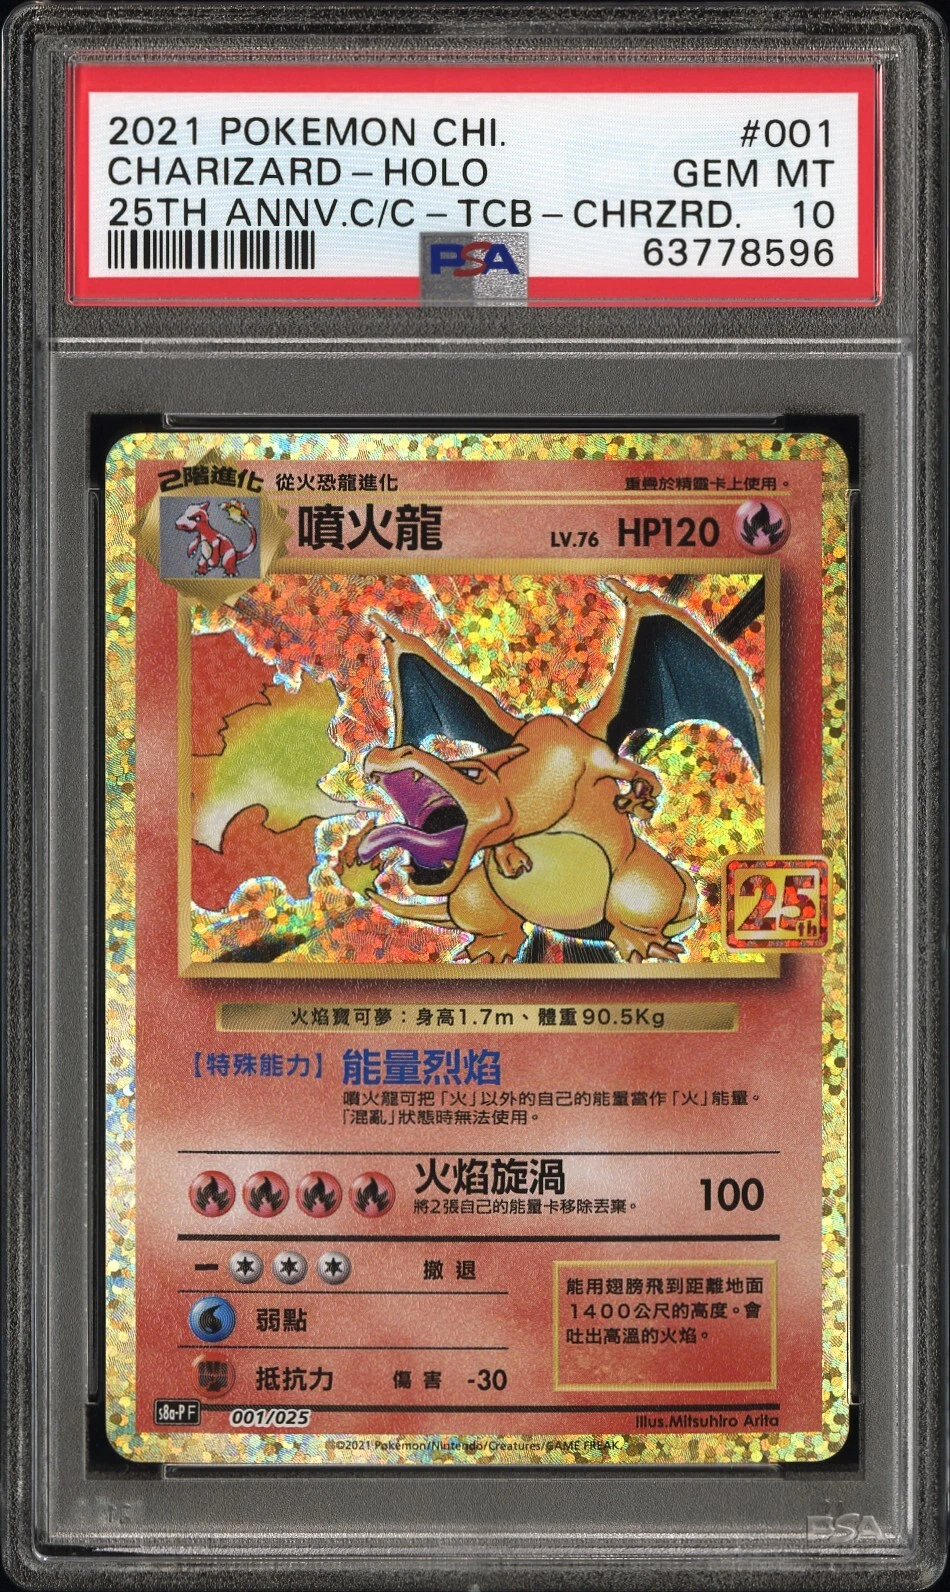 2021 POKEMON CHI. #001
CHARIZARD-HOLO GEM MT
25TH ANNV.C/C-TCB-CHRZRD. 10
63778596
PSA
2階進化 從火恐龍進化 重疊於精靈卡上使用。
噴火龍 LV.76 HP120
25th
火焰寶可夢：身高1.7m、體重90.5Kg
【特殊能力】 能量烈焰
噴火龍可把「火」以外的自己的能量當作「火」能量。
「混亂」狀態時無法使用。
火焰旋渦 100
將2張自己的能量卡移除丟棄。
撤退
弱點
抵抗力 傷害 -30
能用翅膀飛到距離地面
1400公尺的高度。會
吐出高溫的火焰。
s8a-P F 001/025 Illus.Mitsuhiro Arita
©2021 Pokémon/Nintendo/Creatures/GAME FREAK.
PSA